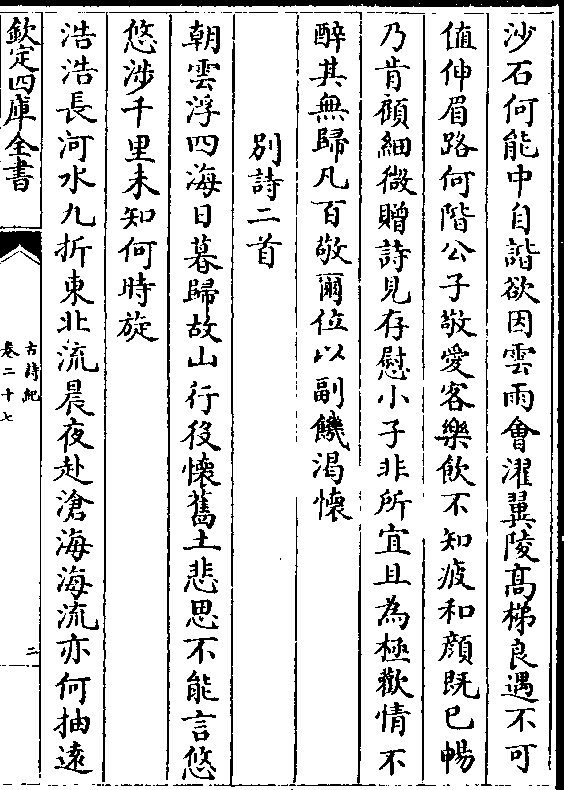 沙石何能中自諧欲因雲雨會濯翼陵髙梯良遇不可
值伸眉路何階公子敬愛客樂飲不知疲和顔既已暢
乃肯顧細微贈詩見存慰小子非所宜且為極歡情不
醉其無歸凡百敬爾位以副饑渴懷
别詩二首
朝雲浮四海日暮歸故山行役懷舊土悲思不能言悠
悠涉千里未知何時旋
浩浩長河水九折東北流晨夜赴滄海海流亦何抽逺
欽定四庫全書
古詩紀
卷二十七
二